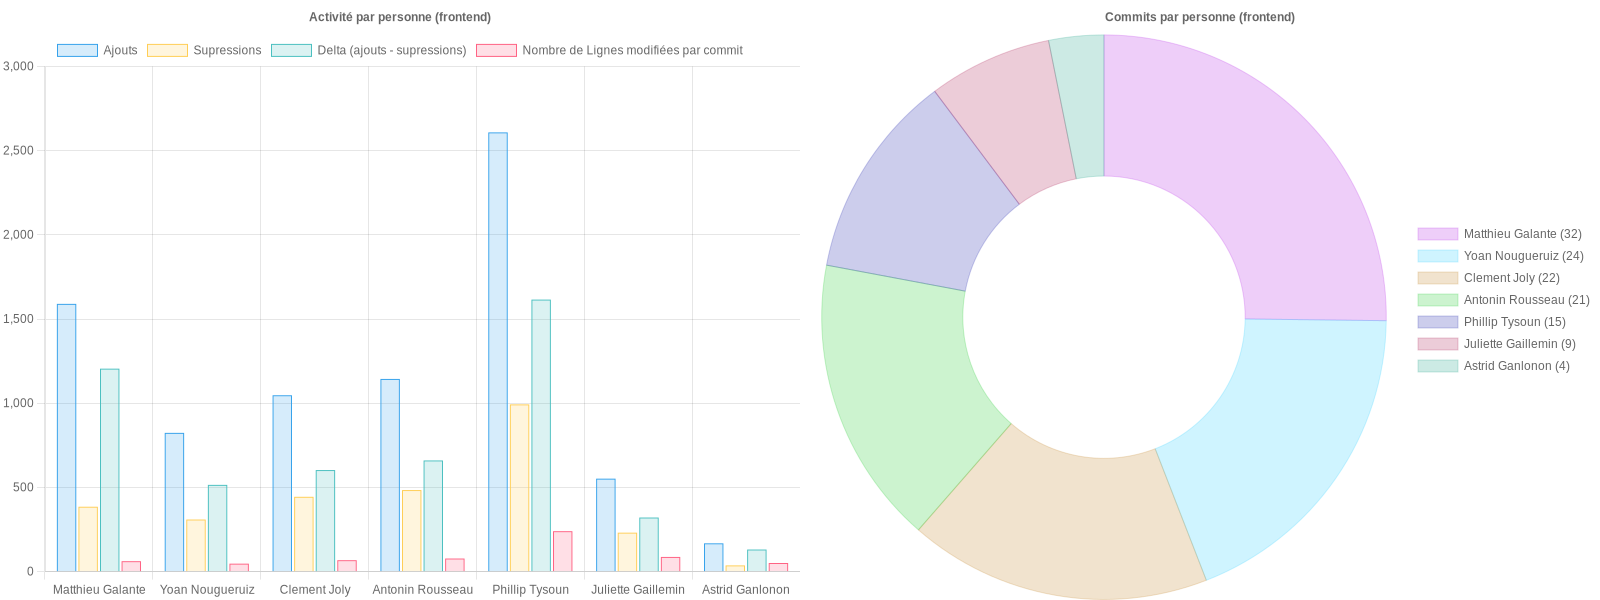 Activité par personne (frontend)
Ajouts Supressions Delta (ajouts - supressions) Nombre de Lignes modifiées par commit
3,000
2,500
2,000
1,500
1,000
500
0
Matthieu Galante Yoan Nougueruiz Clement Joly Antonin Rousseau Phillip Tysoun Juliette Gaillemin Astrid Ganlonon
Commits par personne (frontend)
Matthieu Galante (32)
Yoan Nougueruiz (24)
Clement Joly (22)
Antonin Rousseau (21)
Phillip Tysoun (15)
Juliette Gaillemin (9)
Astrid Ganlonon (4)